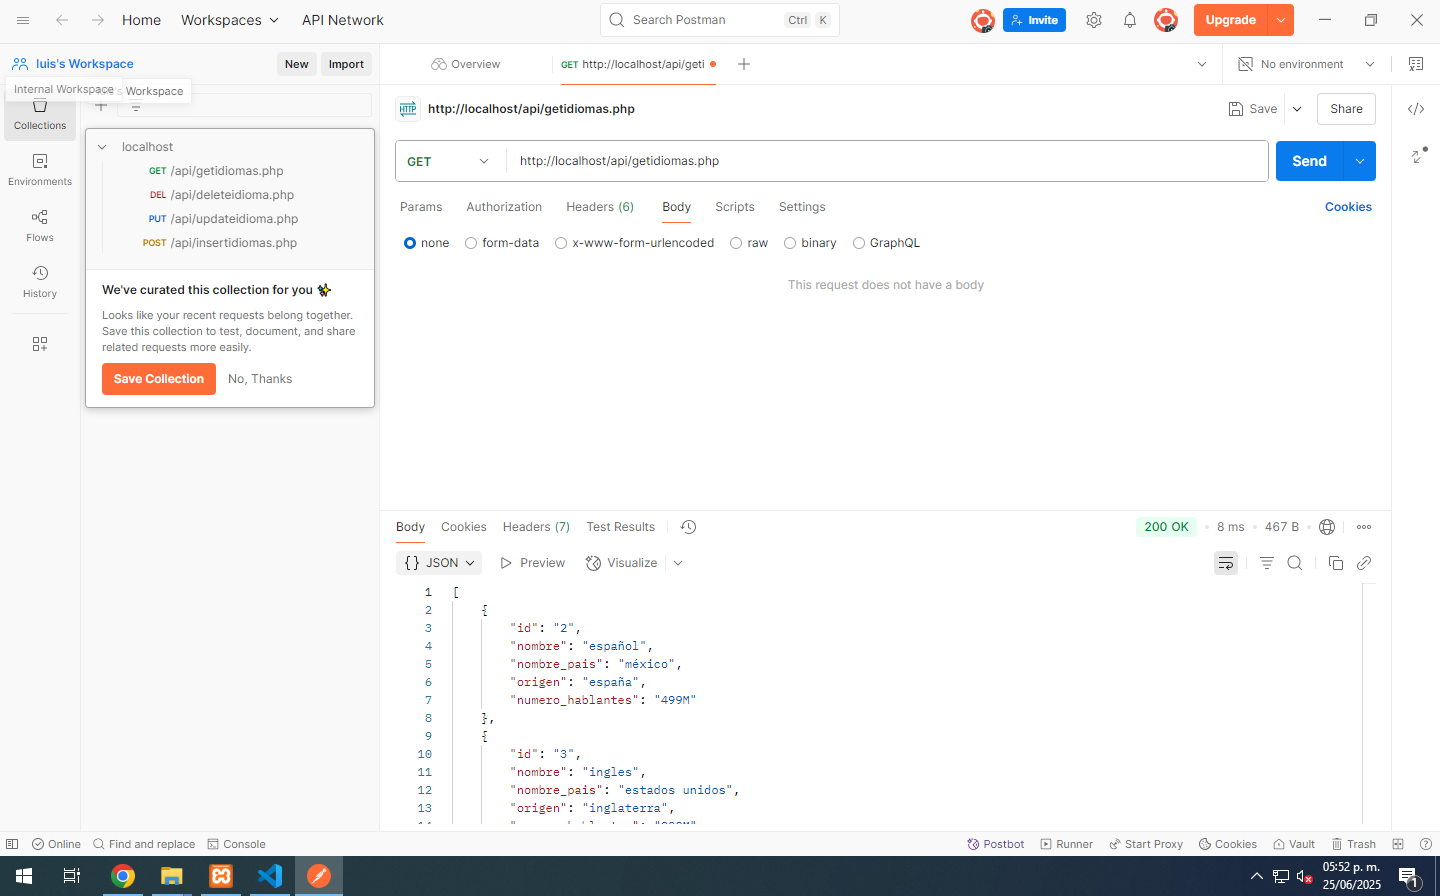 Home Workspaces API Network Search Postman Ctrl K Invite Upgrade
luis's Workspace New Import Overview GET http://localhost/api/geti No environment
Internal Workspace Workspace
Collections
Environments
Flows
History
localhost
GET /api/getidiomas.php
DEL /api/deleteidioma.php
PUT /api/updateidioma.php
POST /api/insertidiomas.php
We've curated this collection for you ✨
Looks like your recent requests belong together.
Save this collection to test, document, and share
related requests more easily.
Save Collection No, Thanks
HTTP http://localhost/api/getidiomas.php Save Share
GET http://localhost/api/getidiomas.php Send
Params Authorization Headers (6) Body Scripts Settings Cookies
none form-data x-www-form-urlencoded raw binary GraphQL
This request does not have a body
Body Cookies Headers (7) Test Results 200 OK • 8 ms • 467 B
{} JSON Preview Visualize
1 [
2 {
3 "id": "2",
4 "nombre": "español",
5 "nombre_pais": "méxico",
6 "origen": "españa",
7 "numero_hablantes": "499M"
8 },
9 {
10 "id": "3",
11 "nombre": "ingles",
12 "nombre_pais": "estados unidos",
13 "origen": "inglaterra",
Online Find and replace Console Postbot Runner Start Proxy Cookies Vault Trash
05:52 p. m.
25/06/2025
1